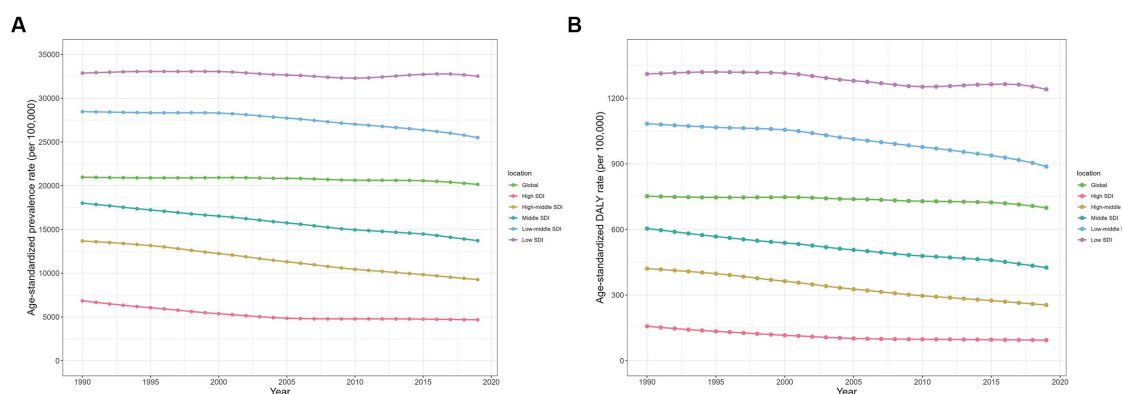 A
Age-standardized prevalence rate (per 100,000)
35000
30000
25000
20000
15000
10000
5000
0
1990
1995
2000
2005
2010
2015
2020
Year
location
Global
High SDI
High-middle SDI
Middle SDI
Low-middle SDI
Low SDI
B
Age-standardized DALY rate (per 100,000)
1200
900
600
300
0
1990
1995
2000
2005
2010
2015
2020
Year
location
Global
High SDI
High-middle
Middle SDI
Low-middle
Low SDI